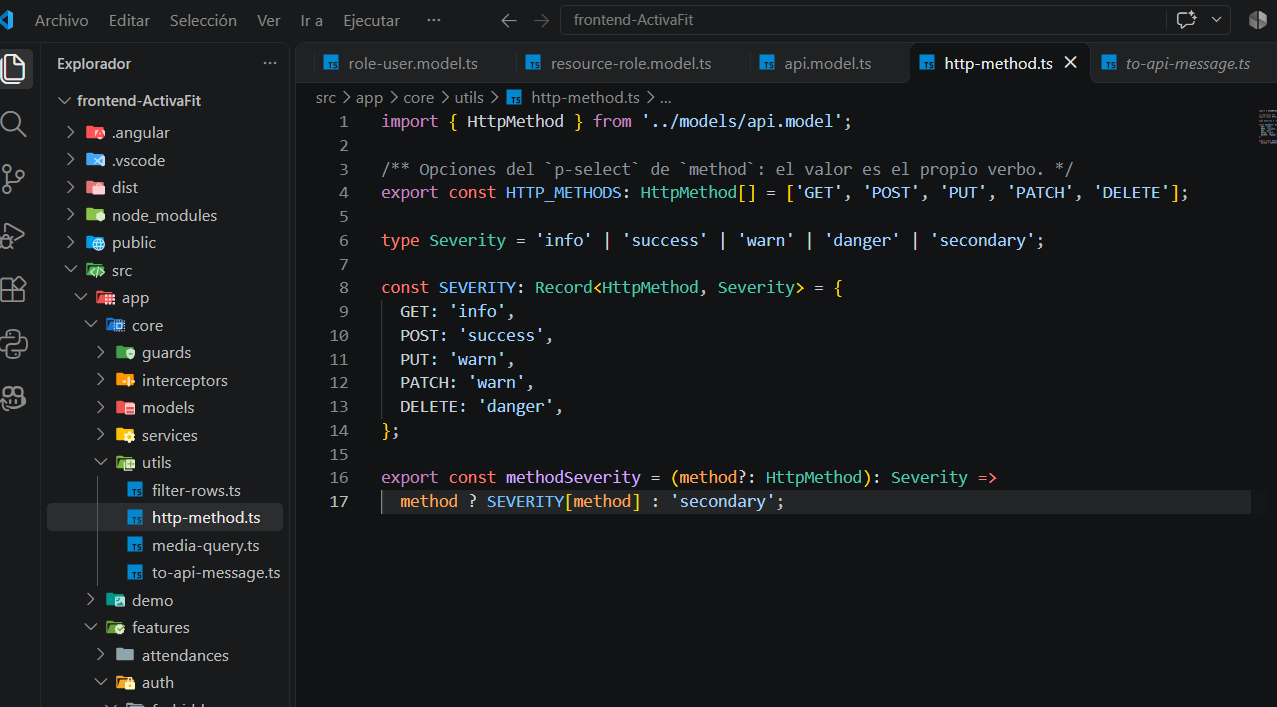 Archivo Editar Selección Ver Ir a Ejecutar ··· frontend-ActivaFit
Explorador ···
frontend-ActivaFit
.angular
.vscode
dist
node_modules
public
src
app
core
guards
interceptors
models
services
utils
filter-rows.ts
http-method.ts
media-query.ts
to-api-message.ts
demo
features
attendances
auth
role-user.model.ts resource-role.model.ts api.model.ts http-method.ts to-api-message.ts
src > app > core > utils > http-method.ts > ...
1 import { HttpMethod } from '../models/api.model';
2
3 /** Opciones del `p-select` de `method`: el valor es el propio verbo. */
4 export const HTTP_METHODS: HttpMethod[] = ['GET', 'POST', 'PUT', 'PATCH', 'DELETE'];
5
6 type Severity = 'info' | 'success' | 'warn' | 'danger' | 'secondary';
7
8 const SEVERITY: Record<HttpMethod, Severity> = {
9   GET: 'info',
10   POST: 'success',
11   PUT: 'warn',
12   PATCH: 'warn',
13   DELETE: 'danger',
14 };
15
16 export const methodSeverity = (method?: HttpMethod): Severity =>
17   method ? SEVERITY[method] : 'secondary';